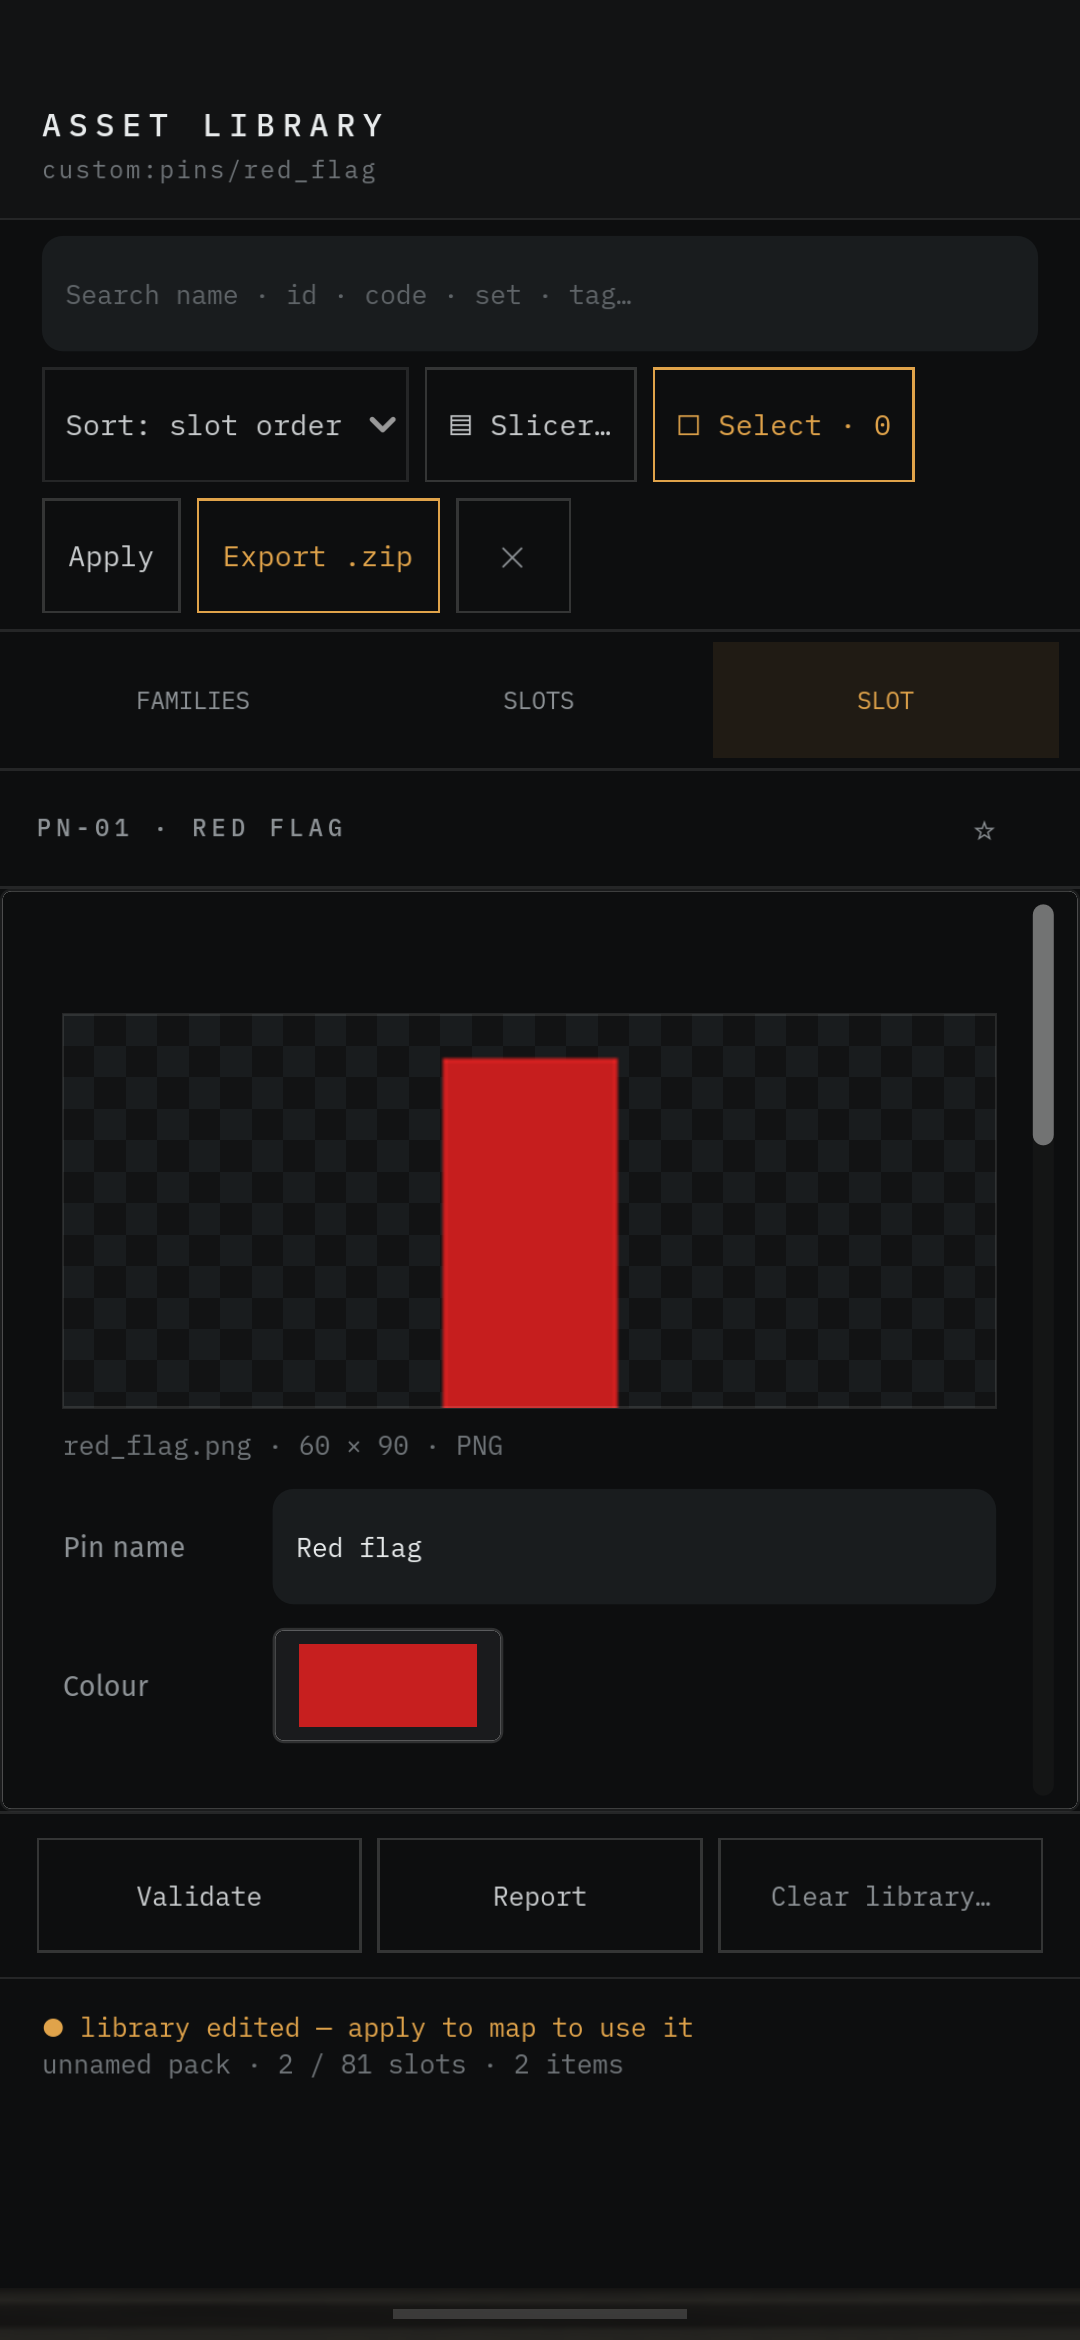 ASSET LIBRARY
custom:pins/red_flag
Search name · id · code · set · tag…
Sort: slot order
▤ Slicer…
☐ Select · 0
Apply
Export .zip
×
FAMILIES
SLOTS
SLOT
PN-01 · RED FLAG
☆
red_flag.png · 60 × 90 · PNG
Pin name
Red flag
Colour
Validate
Report
Clear library…
● library edited — apply to map to use it
unnamed pack · 2 / 81 slots · 2 items